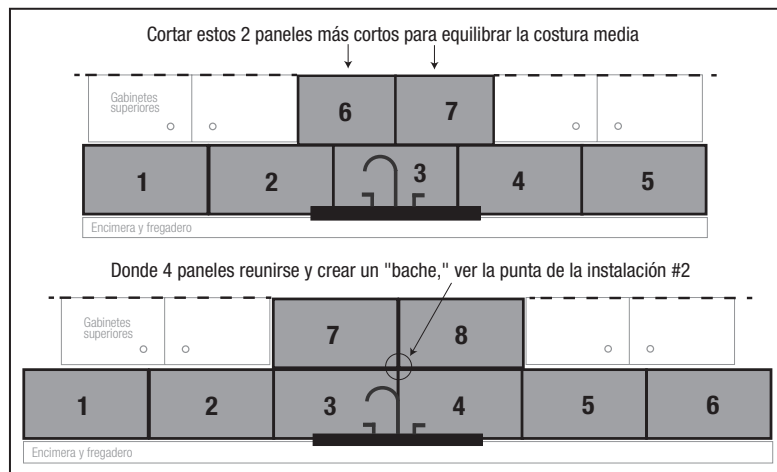 Cortar estos 2 paneles más cortos para equilibrar la costura media
Gabinetes
superiores
6 7
1 2 3 4 5
Encimera y fregadero
Donde 4 paneles reunirse y crear un "bache," ver la punta de la instalación #2
Gabinetes
superiores
7 8
1 2 3 4 5 6
Encimera y fregadero